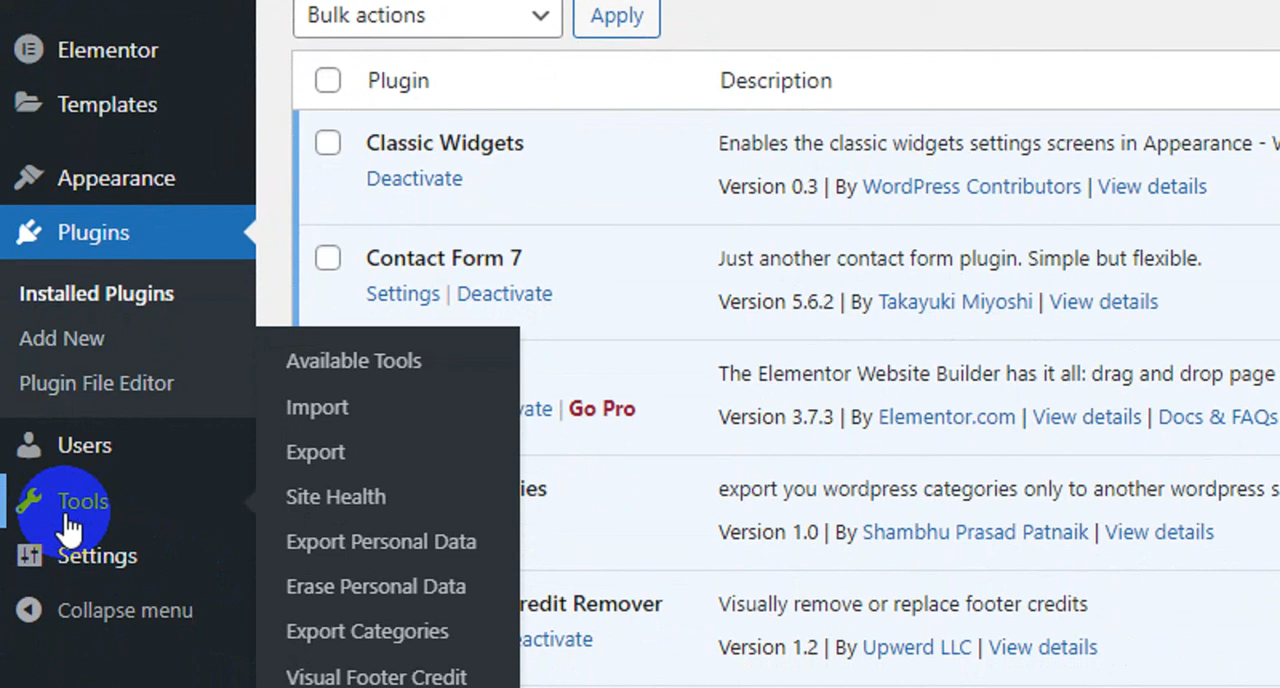 Elementor
Templates
Appearance
Plugins
Installed Plugins
Add New
Plugin File Editor
Users
Tools
Settings
Collapse menu
Available Tools
Import
Export
Site Health
Export Personal Data
Erase Personal Data
Export Categories
Visual Footer Credit
Bulk actions
Apply
Plugin Description
Classic Widgets Enables the classic widgets settings screens in Appearance -
Deactivate Version 0.3 | By WordPress Contributors | View details
Contact Form 7 Just another contact form plugin. Simple but flexible.
Settings | Deactivate Version 5.6.2 | By Takayuki Miyoshi | View details
The Elementor Website Builder has it all: drag and drop page
vate | Go Pro Version 3.7.3 | By Elementor.com | View details | Docs & FAQs
ies export you wordpress categories only to another wordpress s
Version 1.0 | By Shambhu Prasad Patnaik | View details
redit Remover Visually remove or replace footer credits
eactivate Version 1.2 | By Upwerd LLC | View details